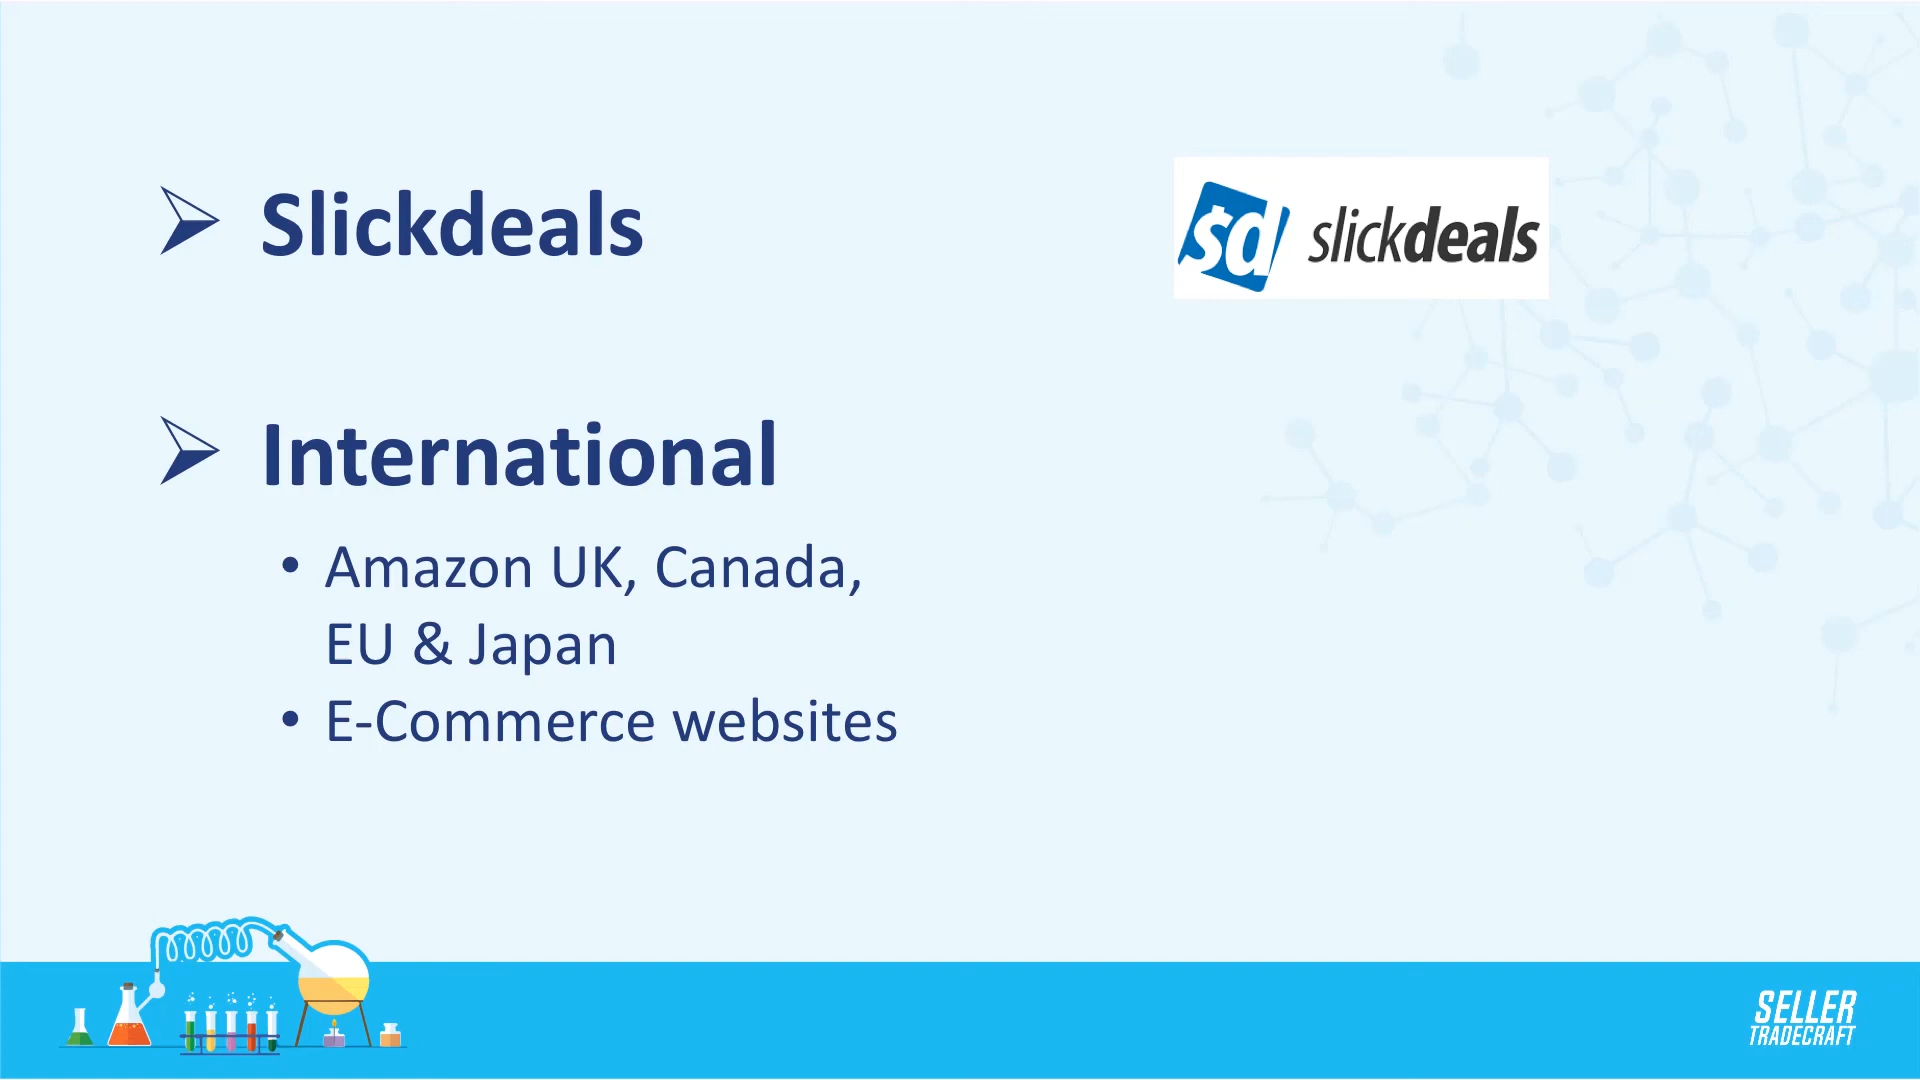 ➢ Slickdeals
sd slickdeals
➢ International
• Amazon UK, Canada,
EU & Japan
• E-Commerce websites
SELLER
TRADECRAFT